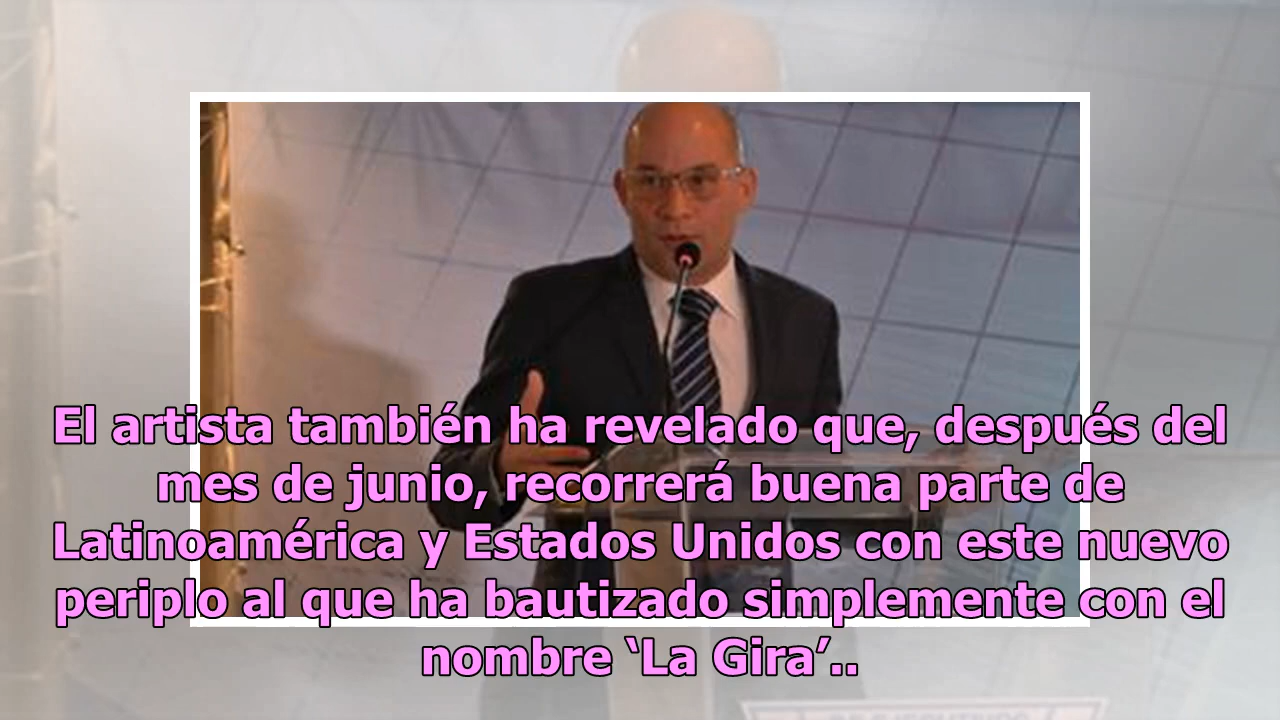 El artista también ha revelado que, después del
mes de junio, recorrerá buena parte de
Latinoamérica y Estados Unidos con este nuevo
periplo al que ha bautizado simplemente con el
nombre ‘La Gira’..